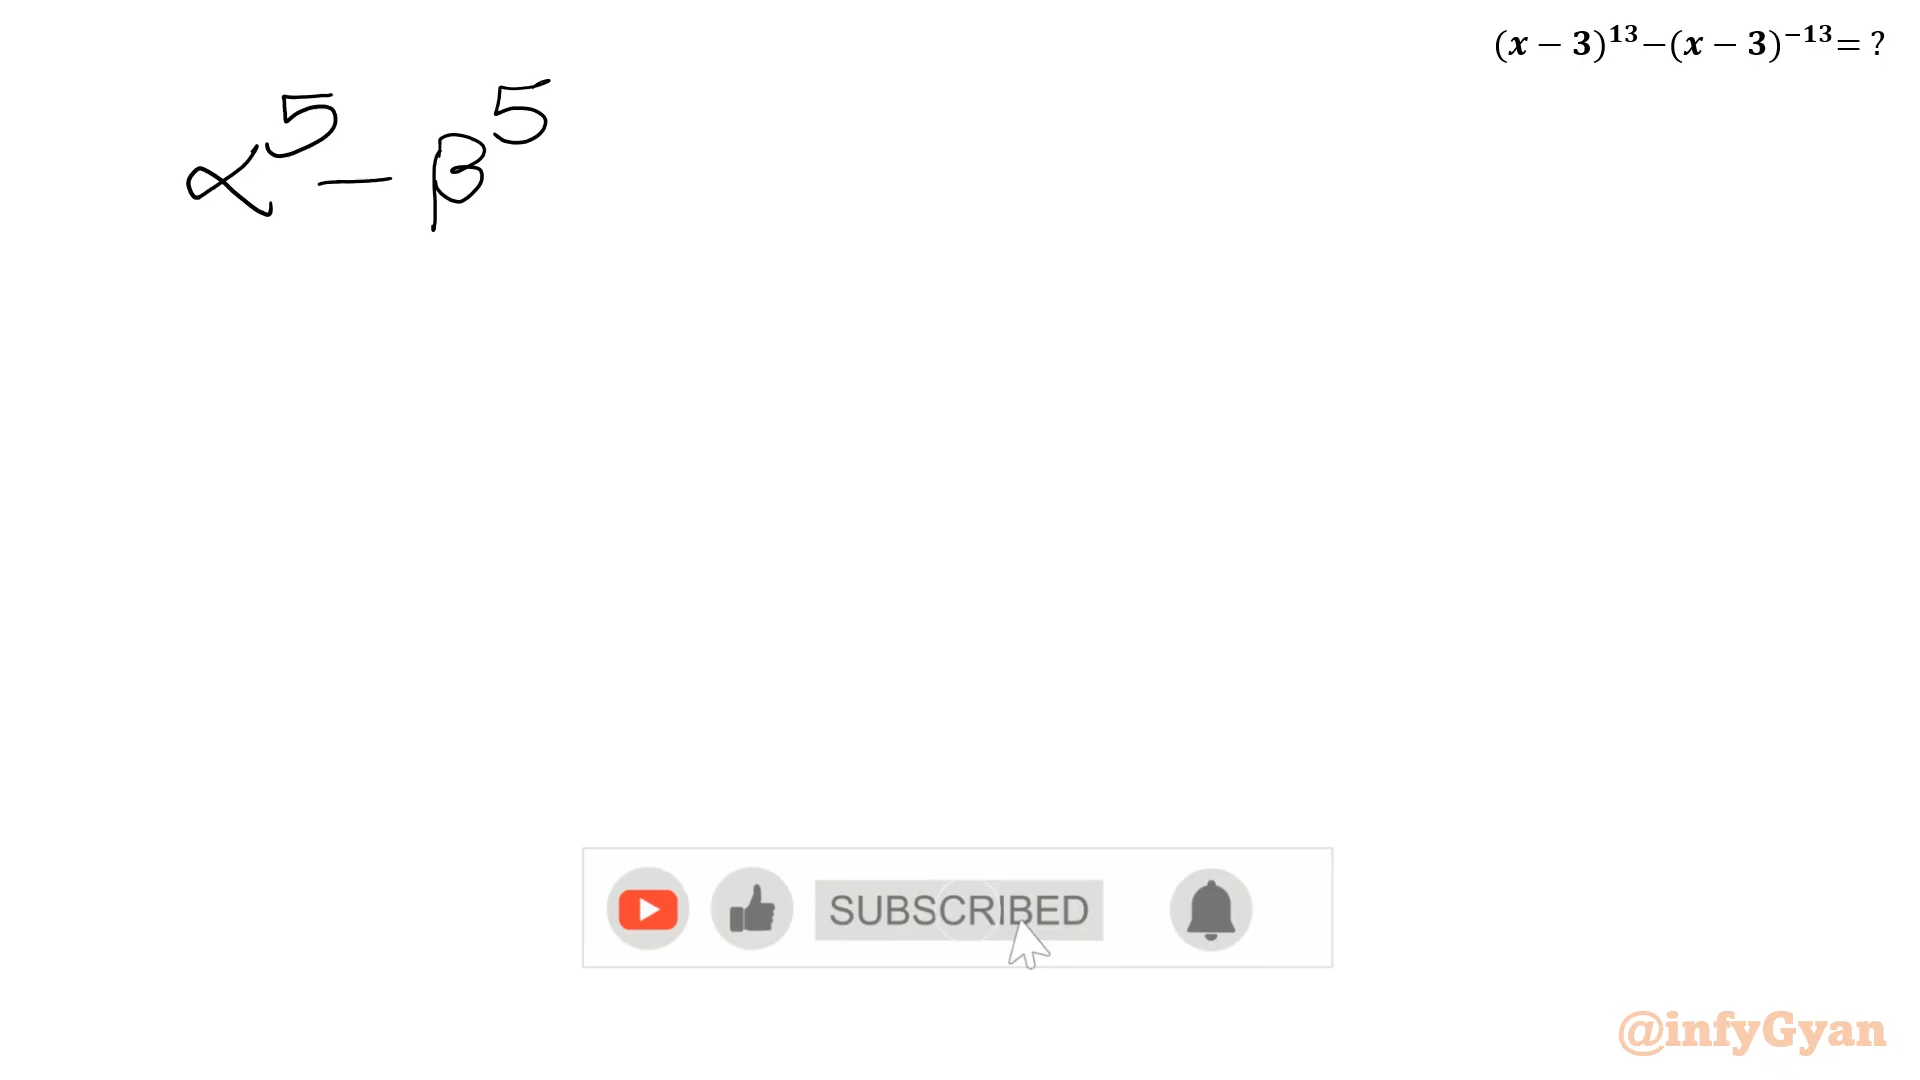 (x − 3)¹³−(x − 3)⁻¹³= ?
α⁵ − β⁵
SUBSCRIBED
@infyGyan